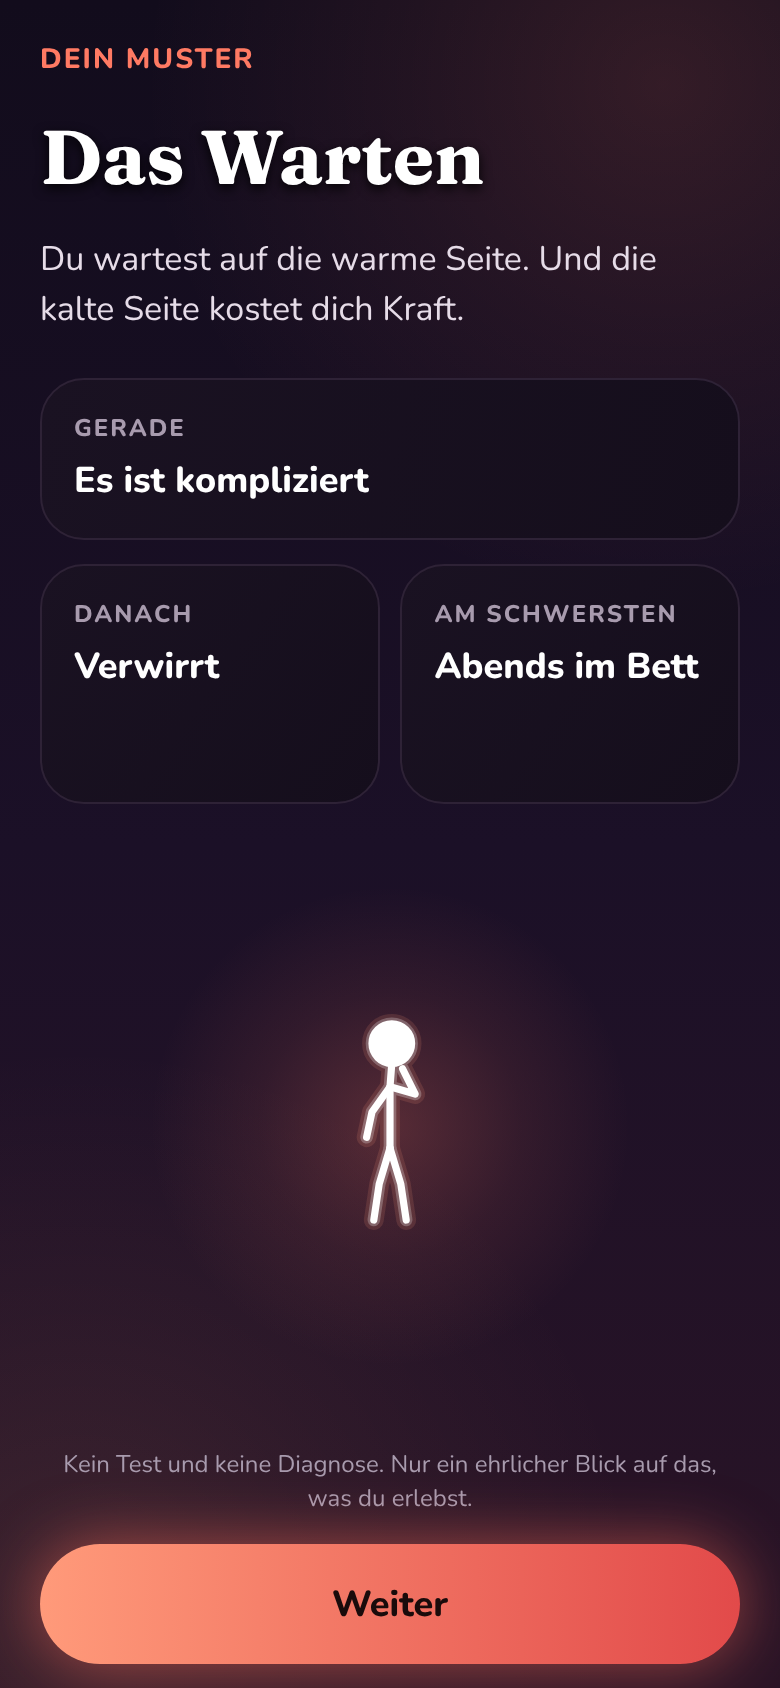 DEIN MUSTER
Das Warten
Du wartest auf die warme Seite. Und die
kalte Seite kostet dich Kraft.
GERADE
Es ist kompliziert
DANACH
Verwirrt
AM SCHWERSTEN
Abends im Bett
Kein Test und keine Diagnose. Nur ein ehrlicher Blick auf das,
was du erlebst.
Weiter